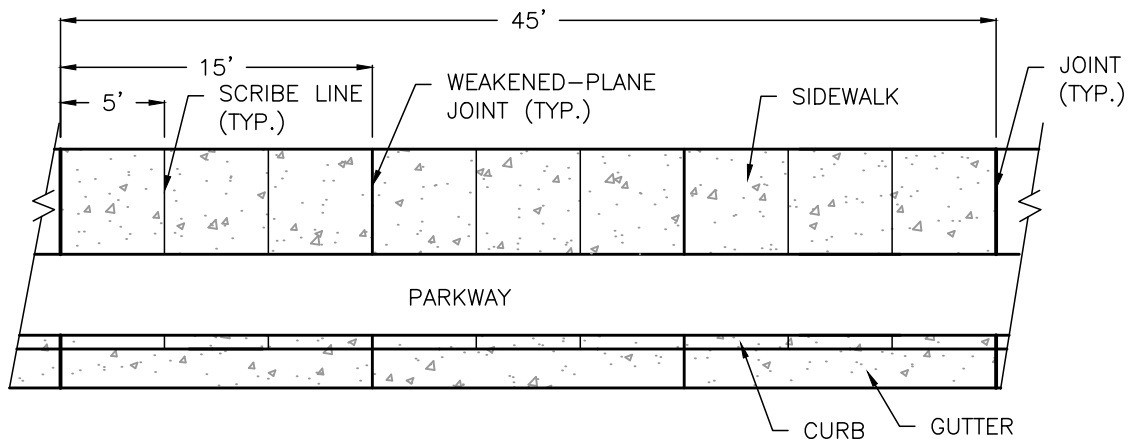 45'
15'
5'
SCRIBE LINE
(TYP.)
WEAKENED-PLANE
JOINT (TYP.)
SIDEWALK
JOINT
(TYP.)
PARKWAY
CURB
GUTTER